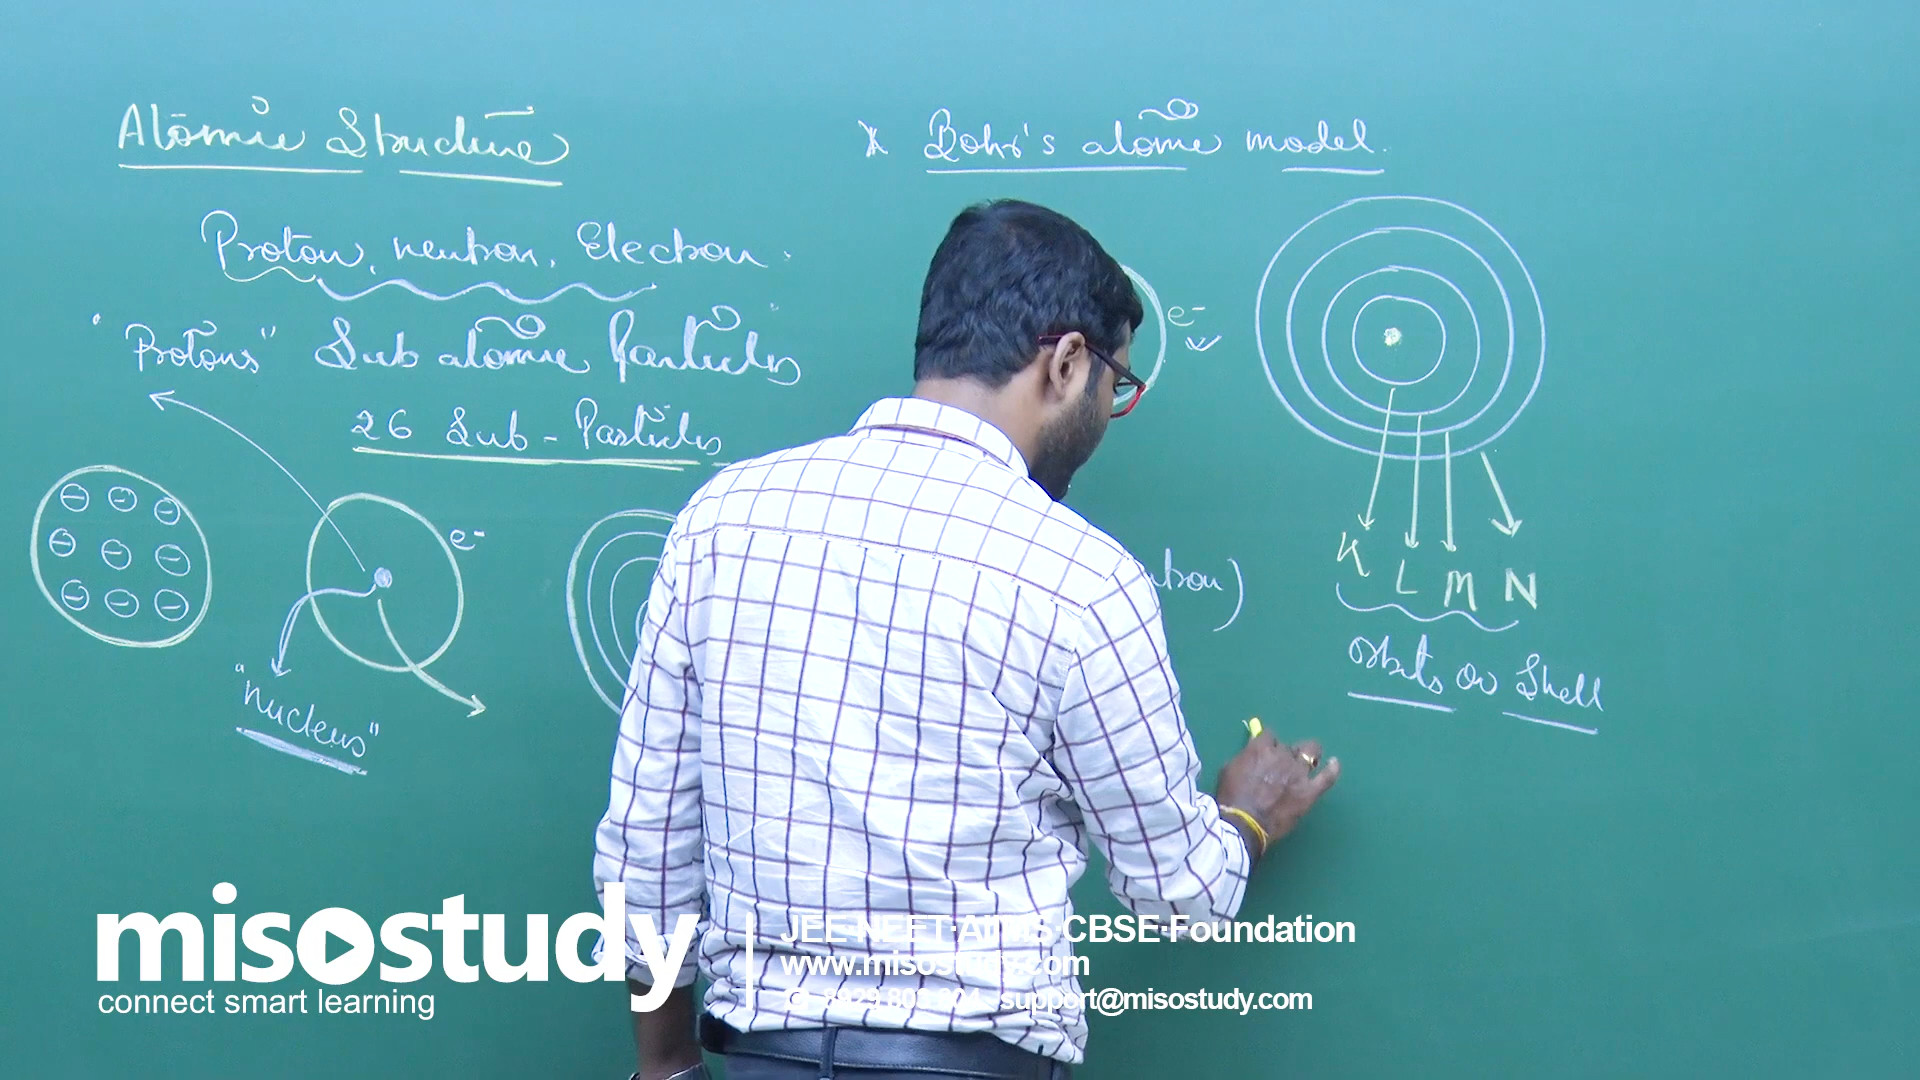 Atomic Structure
Proton, neutron, Electron.
"Protons" Sub atomic Particles
26 Sub-Particles
e-
"nucleus"
* Bohr's atomic model.
e-
K L M N
orbits or Shell
misostudy
connect smart learning
JEE·NEET·AIIMS·CBSE·Foundation
www.misostudy.com
support@misostudy.com